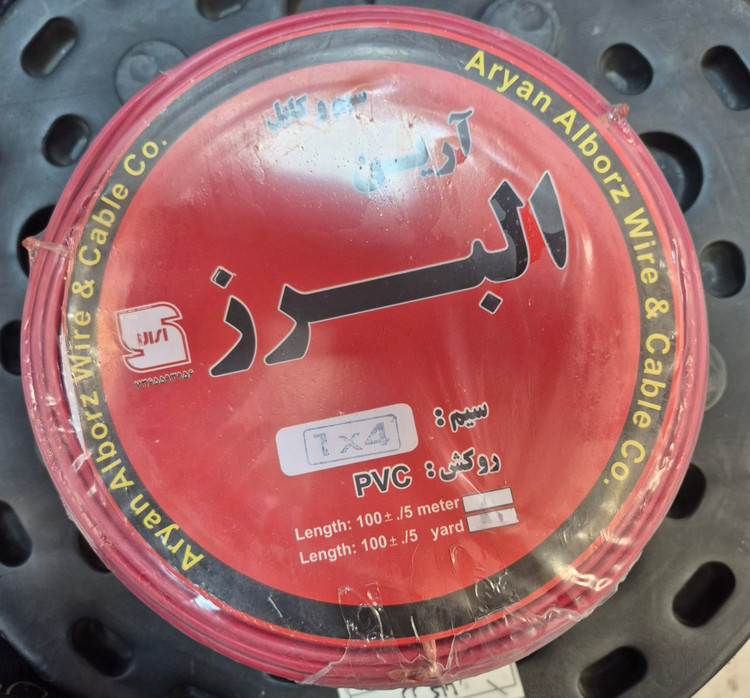 Aryan Alborz Wire & Cable Co.
Aryan Alborz Wire & Cable Co.
سیم و کابل
آرین
البرز
سیم : 1x4
روکش : PVC
Length: 100± ./5 meter
Length: 100± ./5 yard